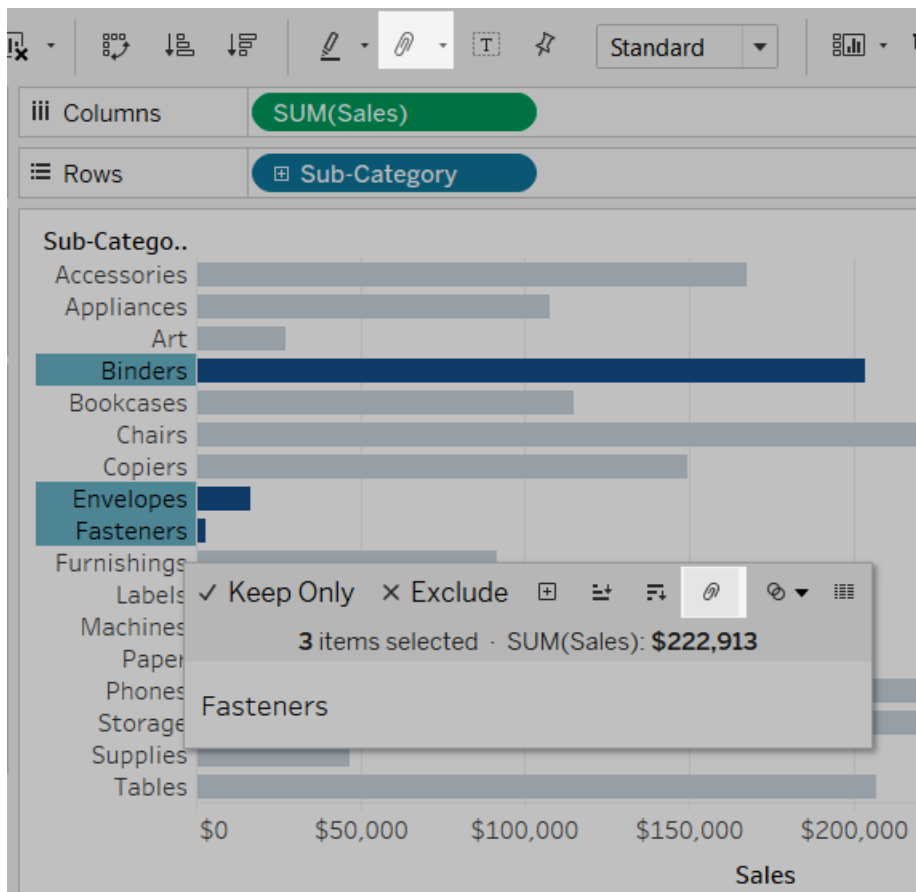 T Standard
Columns SUM(Sales)
Rows Sub-Category
Sub-Catego..
Accessories
Appliances
Art
Binders
Bookcases
Chairs
Copiers
Envelopes
Fasteners
Furnishings
Labels
Machines
Paper
Phones
Storage
Supplies
Tables
Keep Only Exclude
3 items selected · SUM(Sales): $222,913
Fasteners
$0 $50,000 $100,000 $150,000 $200,000
Sales